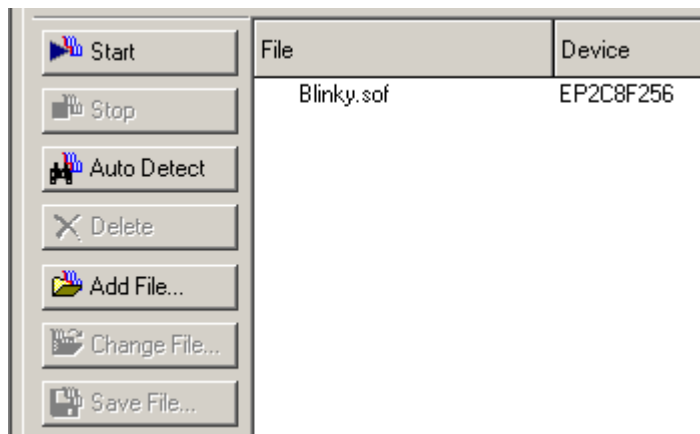 Start
Stop
Auto Detect
Delete
Add File...
Change File...
Save File...
File Device
Blinky.sof EP2C8F256